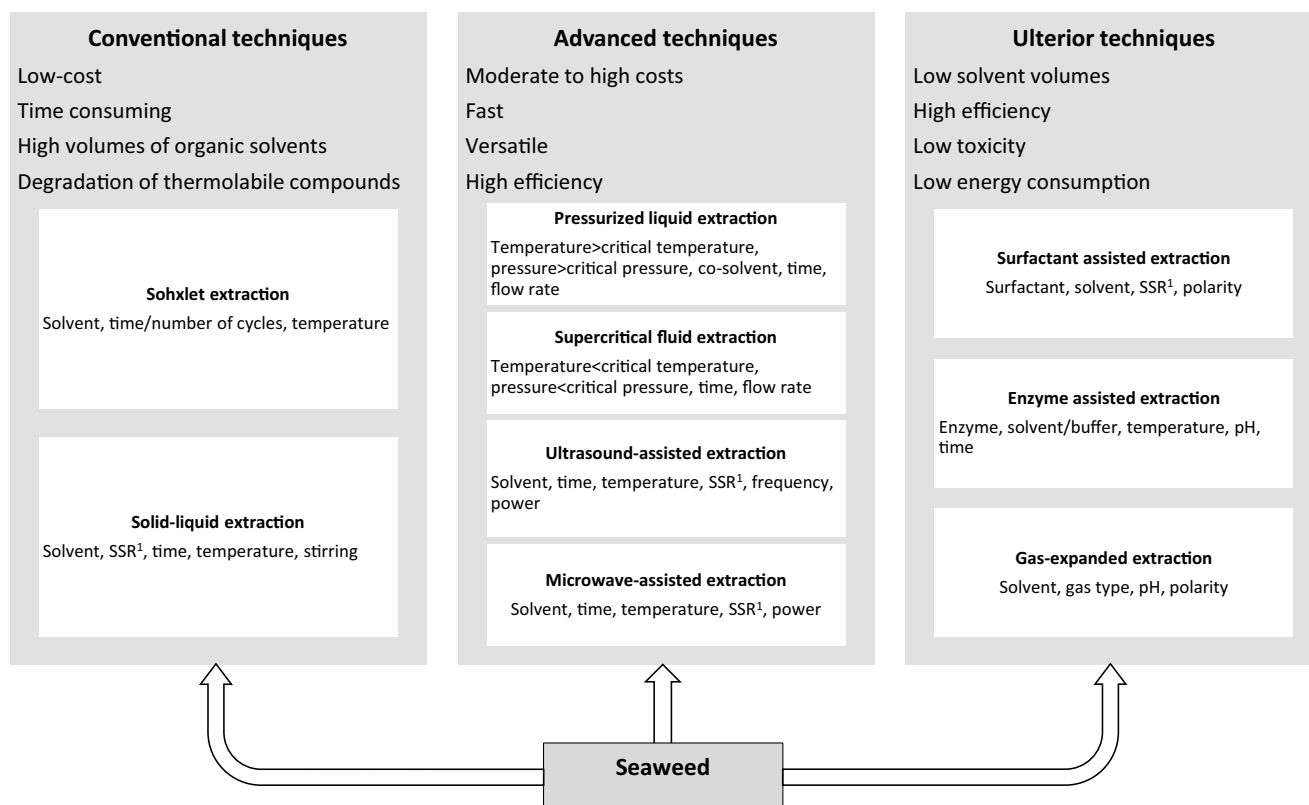 Conventional techniques
Low-cost
Time consuming
High volumes of organic solvents
Degradation of thermolabile compounds
Sohxlet extraction
Solvent, time/number of cycles, temperature
Solid-liquid extraction
Solvent, SSR¹, time, temperature, stirring
Advanced techniques
Moderate to high costs
Fast
Versatile
High efficiency
Pressurized liquid extraction
Temperature>critical temperature,
pressure>critical pressure, co-solvent, time,
flow rate
Supercritical fluid extraction
Temperature<critical temperature,
pressure<critical pressure, time, flow rate
Ultrasound-assisted extraction
Solvent, time, temperature, SSR¹, frequency,
power
Microwave-assisted extraction
Solvent, time, temperature, SSR¹, power
Ulterior techniques
Low solvent volumes
High efficiency
Low toxicity
Low energy consumption
Surfactant assisted extraction
Surfactant, solvent, SSR¹, polarity
Enzyme assisted extraction
Enzyme, solvent/buffer, temperature, pH,
time
Gas-expanded extraction
Solvent, gas type, pH, polarity
Seaweed